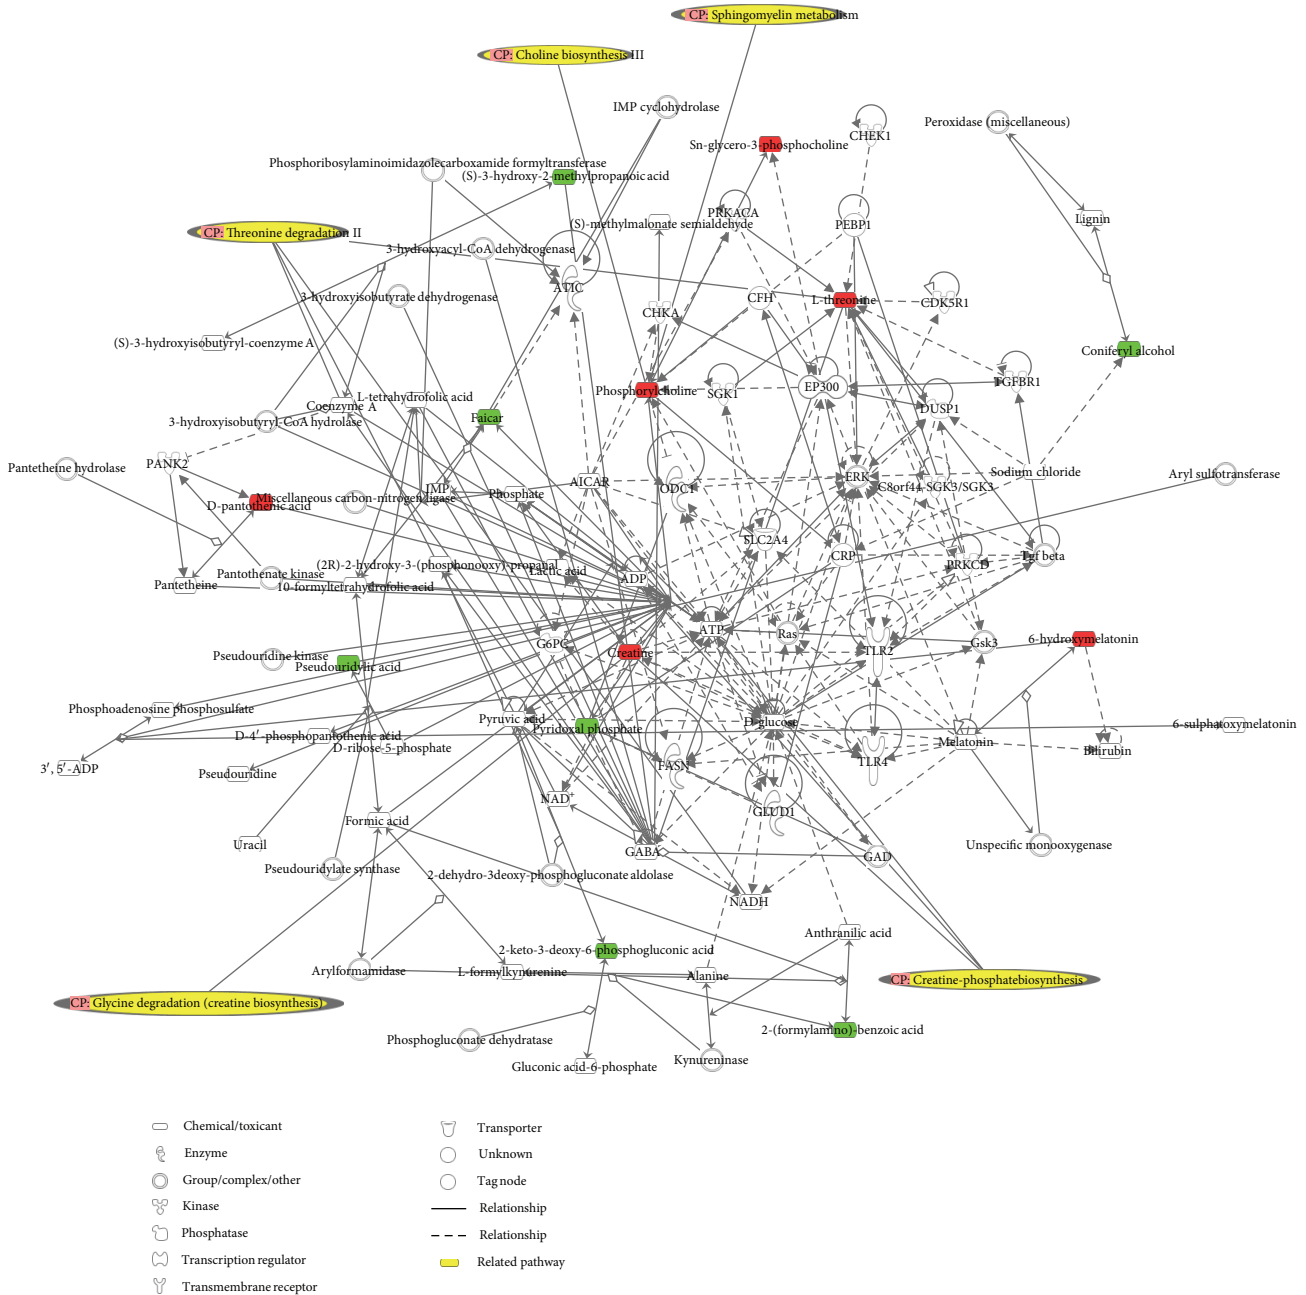 CP: Sphingomyelin metabolism
CP: Choline biosynthesis III
IMP cyclohydrolase
Peroxidase (miscellaneous)
CHEK1
Sn-glycero-3-phosphocholine
Phosphoribosylaminoimidazolecarboxamide formyltransferase
(S)-3-hydroxy-2-methylpropanoic acid
PRKACA
(S)-methylmalonate semialdehyde
PEBP1
Lignin
CP: Threonine degradation II
3-hydroxyacyl-CoA dehydrogenase
ATIC
3-hydroxyisobutyrate dehydrogenase
CFH
L-threonine
CDK5R1
CHKA
(S)-3-hydroxyisobutyryl-coenzyme A
Coniferyl alcohol
TGFBR1
Phosphorylcholine
SGK1
EP300
L-tetrahydrofolic acid
Coenzyme A
DUSP1
Faicar
3-hydroxyisobutyryl-CoA hydrolase
PANK2
Pantetheine hydrolase
Sodium chloride
Aryl sulfotransferase
ERK
AICAR
ODC1
C8orf44, SGK3/SGK3
IMP
Phosphate
Miscellaneous carbon-nitrogen ligase
D-pantothenic acid
SLC2A4
CRP
Tgf beta
PRKCD
(2R)-2-hydroxy-3-(phosphonooxy)-propanal
Lactic acid
ADP
Pantothenate kinase
Pantetheine
10-formyltetrahydrofolic acid
ATP
Ras
Gsk3
6-hydroxymelatonin
G6PC
Creatine
TLR2
Pseudouridine kinase
Pseudouridylic acid
Phosphoadenosine phosphosulfate
Pyruvic acid
Pyridoxal phosphate
D-glucose
6-sulphatoxymelatonin
D-4′-phosphopantothenic acid
D-ribose-5-phosphate
Melatonin
Bilirubin
3′, 5′-ADP
Pseudouridine
FASN
TLR4
NAD+
GLUD1
Formic acid
Uracil
GABA
GAD
Unspecific monooxygenase
Pseudouridylate synthase
2-dehydro-3deoxy-phosphogluconate aldolase
NADH
Anthranilic acid
2-keto-3-deoxy-6-phosphogluconic acid
Arylformamidase
L-formylkynurenine
Alanine
CP: Creatine-phosphatebiosynthesis
CP: Glycine degradation (creatine biosynthesis)
2-(formylamino)-benzoic acid
Phosphogluconate dehydratase
Gluconic acid-6-phosphate
Kynureninase
Chemical/toxicant
Enzyme
Group/complex/other
Kinase
Phosphatase
Transcription regulator
Transmembrane receptor
Transporter
Unknown
Tag node
Relationship
Relationship
Related pathway